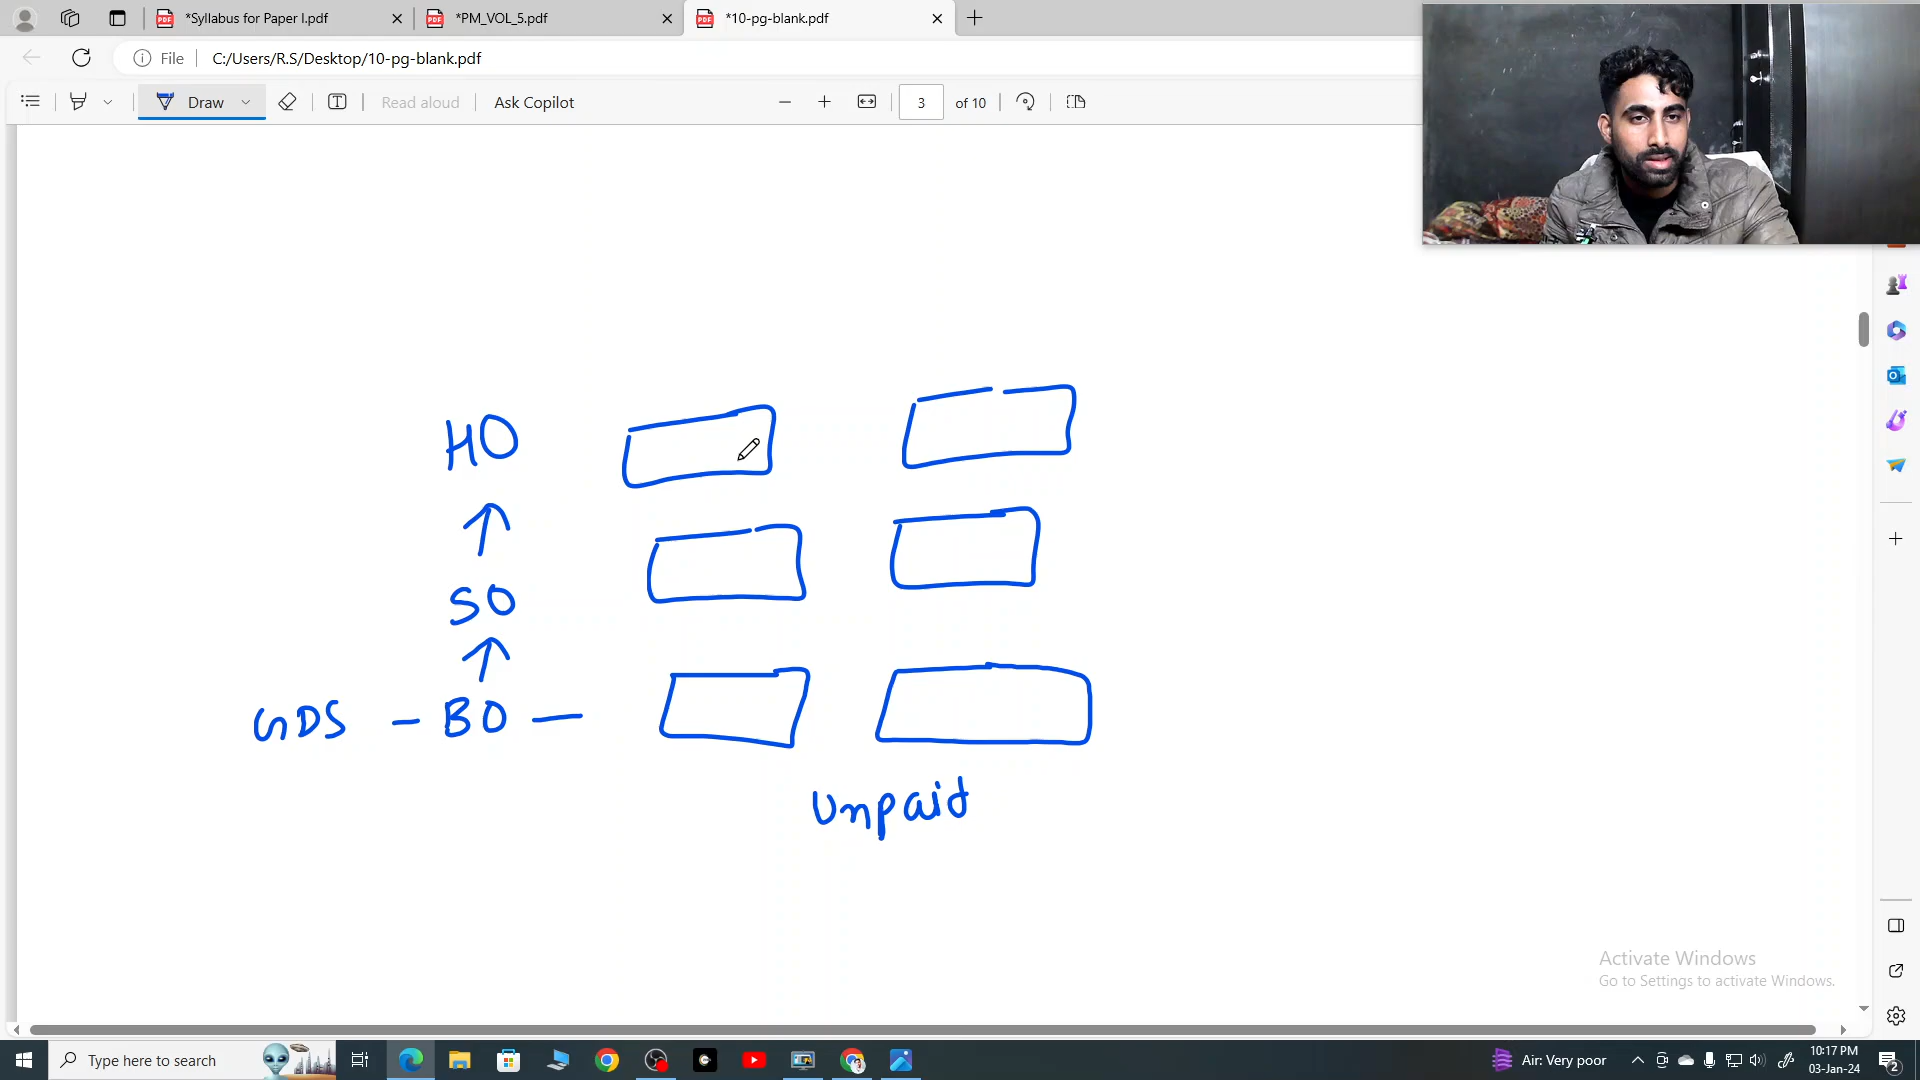 *Syllabus for Paper I.pdf
*PM_VOL_5.pdf
*10-pg-blank.pdf
File
C:/Users/R.S/Desktop/10-pg-blank.pdf
Draw
Read aloud
Ask Copilot
3
of 10
HO
SO
GDS - BO -
Unpaid
Activate Windows
Go to Settings to activate Windows.
Type here to search
Air: Very poor
10:17 PM
03-Jan-24
2